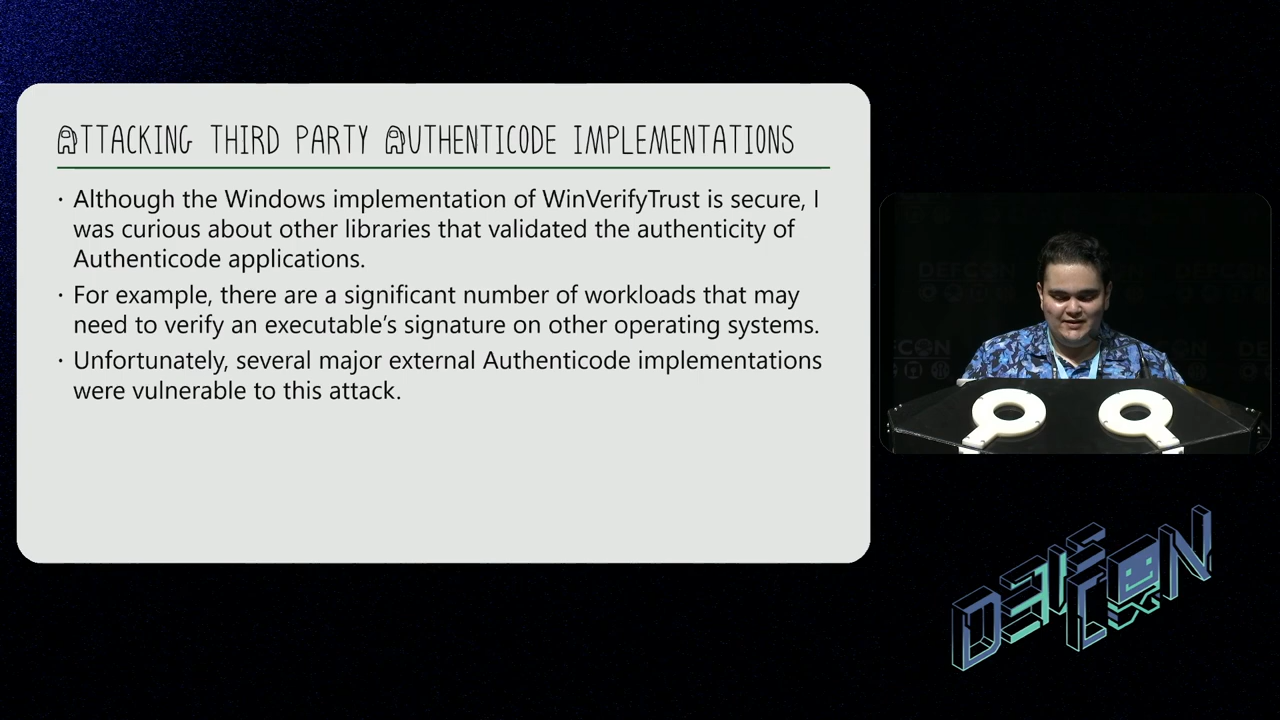 ATTACKING THIRD PARTY AUTHENTICODE IMPLEMENTATIONS
· Although the Windows implementation of WinVerifyTrust is secure, I
was curious about other libraries that validated the authenticity of
Authenticode applications.
· For example, there are a significant number of workloads that may
need to verify an executable's signature on other operating systems.
· Unfortunately, several major external Authenticode implementations
were vulnerable to this attack.
DEFCON
DEFCON
DEFCON